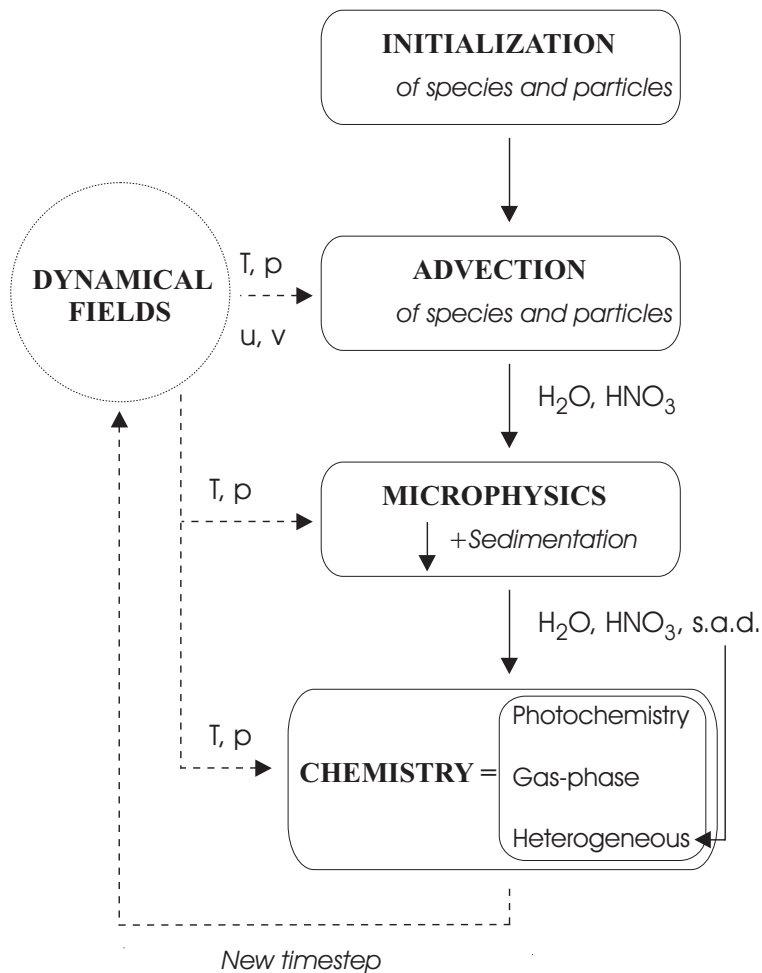 INITIALIZATION
of species and particles
DYNAMICAL
FIELDS
T, p
u, v
ADVECTION
of species and particles
H₂O, HNO₃
T, p
MICROPHYSICS
+Sedimentation
H₂O, HNO₃, s.a.d.
T, p
CHEMISTRY =
Photochemistry
Gas-phase
Heterogeneous
New timestep